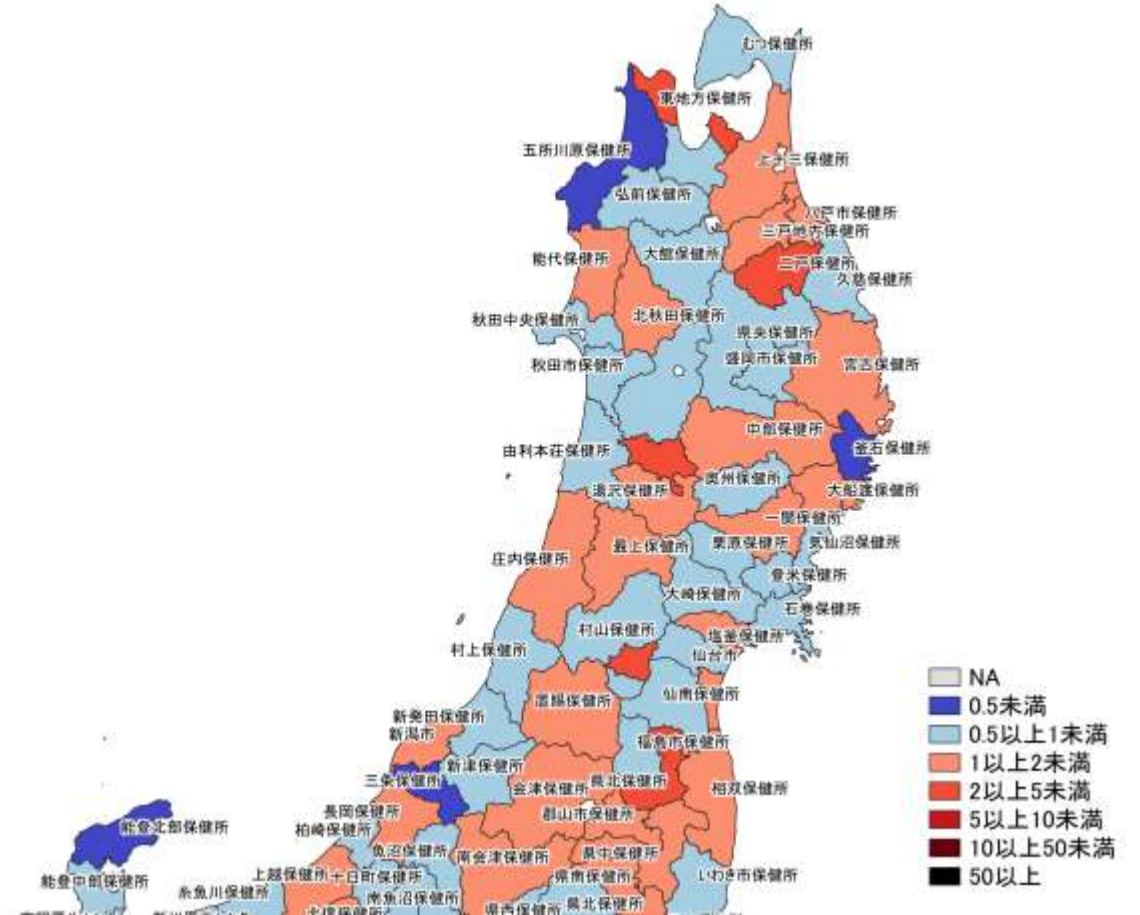 むつ保健所
東地方保健所
五所川原保健所
上十三保健所
弘前保健所
八戸市保健所
三戸地方保健所
大館保健所
能代保健所
二戸保健所
久慈保健所
北秋田保健所
秋田中央保健所
県央保健所
盛岡市保健所
秋田市保健所
宮古保健所
中部保健所
由利本荘保健所
釜石保健所
奥州保健所
湯沢保健所
大船渡保健所
一関保健所
気仙沼保健所
栗原保健所
最上保健所
庄内保健所
登米保健所
大崎保健所
石巻保健所
村山保健所
塩釜保健所
村上保健所
仙台市
仙南保健所
置賜保健所
新発田保健所
新潟市
福島市保健所
新津保健所
三条保健所
会津保健所
県北保健所
相双保健所
長岡保健所
郡山市保健所
能登北部保健所
柏崎保健所
魚沼保健所
南会津保健所
県中保健所
能登中部保健所
上越保健所
十日町保健所
県南保健所
いわき市保健所
糸魚川保健所
南魚沼保健所
県西保健所
県北保健所
NA
0.5未満
0.5以上1未満
1以上2未満
2以上5未満
5以上10未満
10以上50未満
50以上